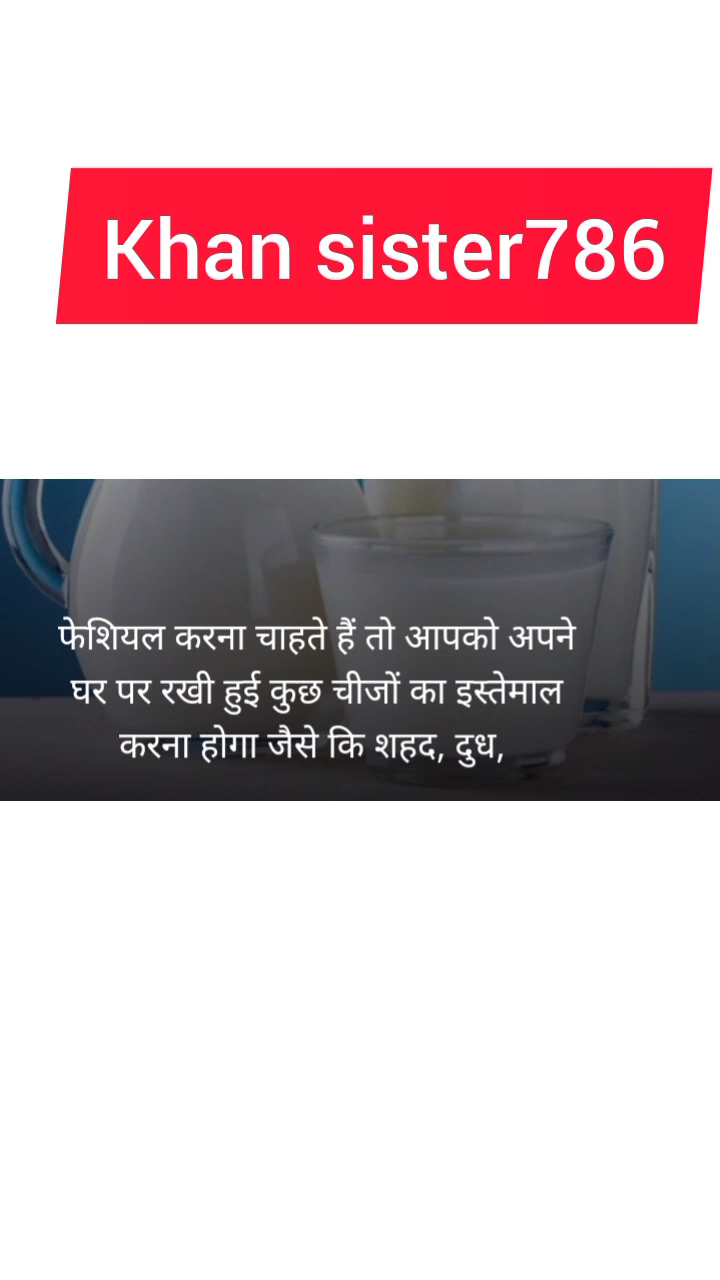 Khan sister786
फेशियल करना चाहते हैं तो आपको अपने
घर पर रखी हुई कुछ चीजों का इस्तेमाल
करना होगा जैसे कि शहद, दुध,